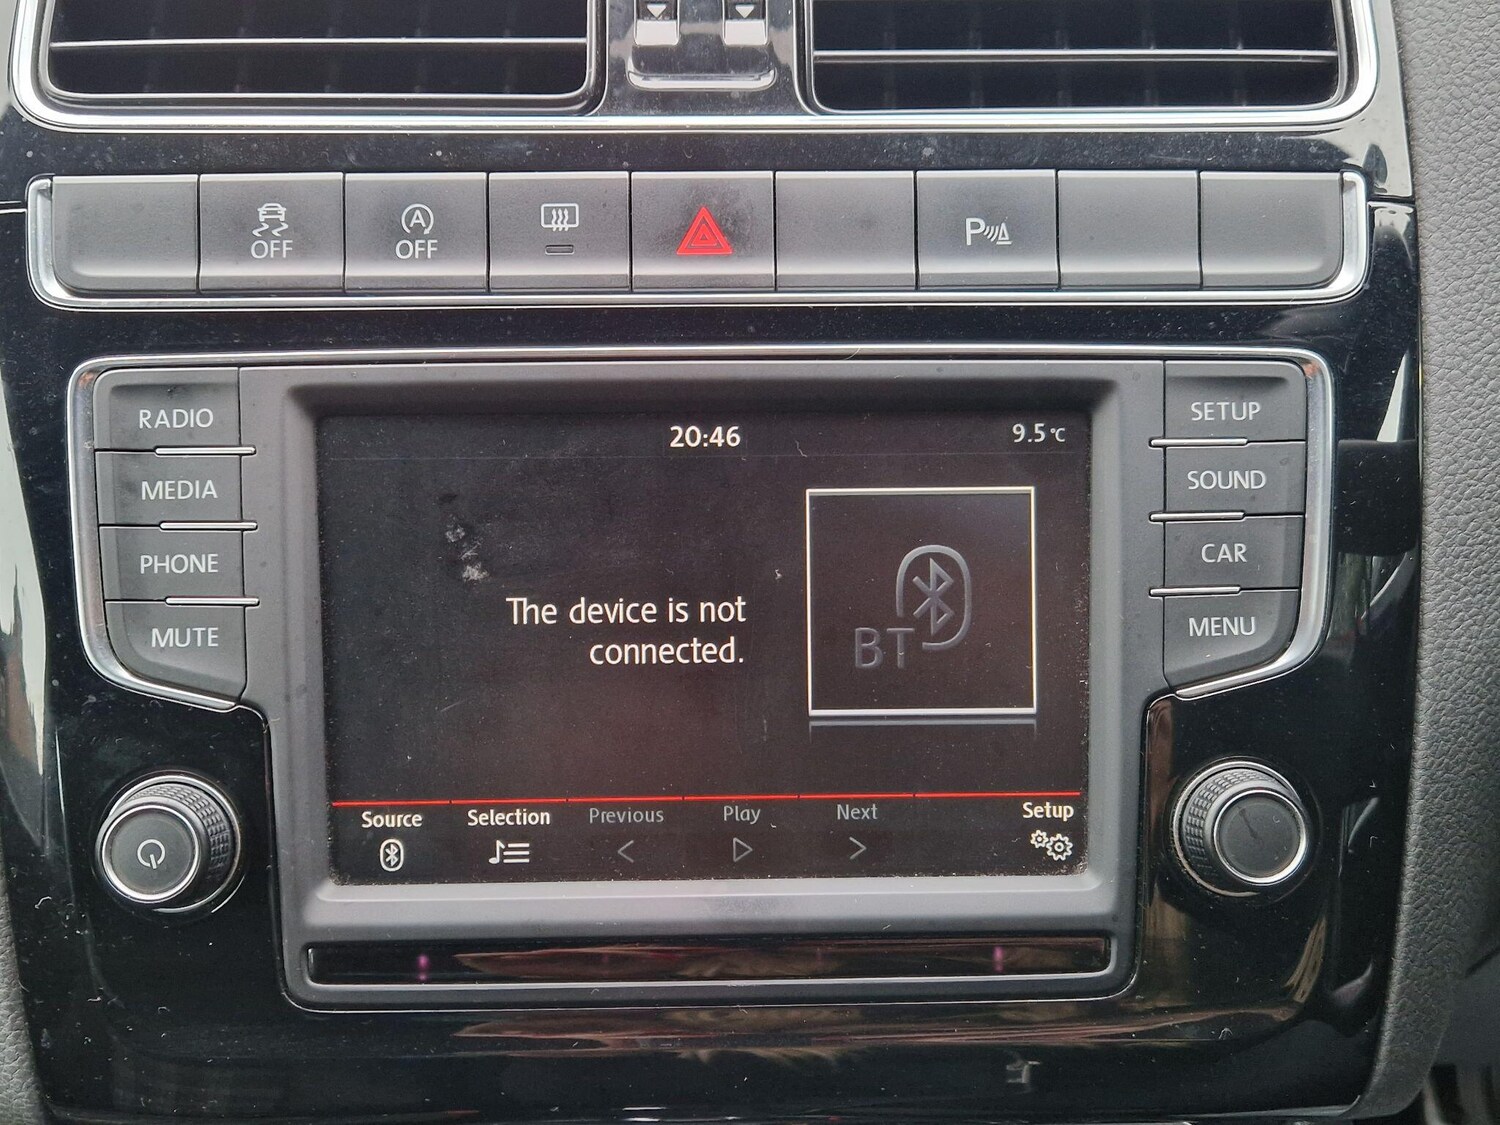 OFF
A
OFF
P
RADIO
MEDIA
PHONE
MUTE
20:46
9.5°C
The device is not
connected.
BT
Source
Selection
Previous
Play
Next
Setup
SETUP
SOUND
CAR
MENU